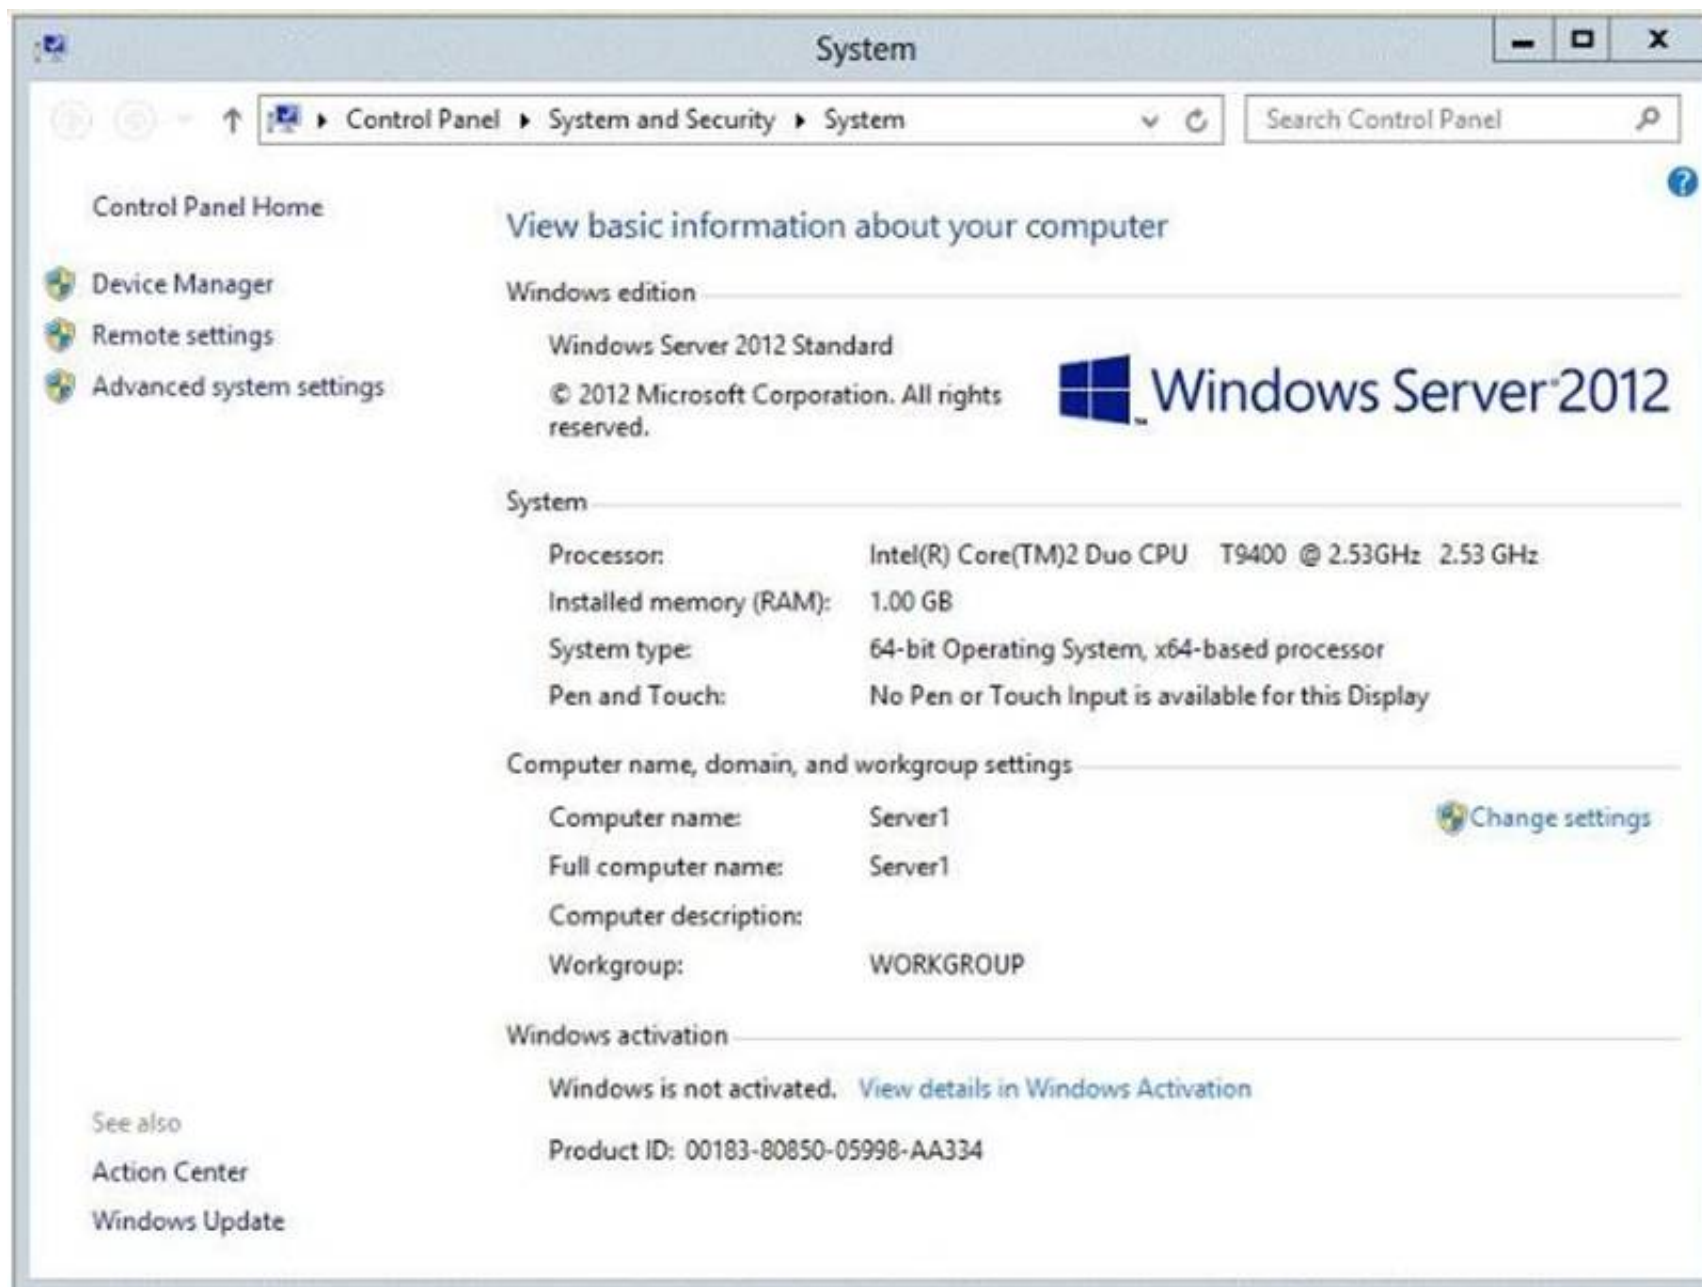 System
Control Panel ▸ System and Security ▸ System
Search Control Panel
Control Panel Home
Device Manager
Remote settings
Advanced system settings
View basic information about your computer
Windows edition
Windows Server 2012 Standard
© 2012 Microsoft Corporation. All rights
reserved.
Windows Server 2012
System
Processor: Intel(R) Core(TM)2 Duo CPU T9400 @ 2.53GHz 2.53 GHz
Installed memory (RAM): 1.00 GB
System type: 64-bit Operating System, x64-based processor
Pen and Touch: No Pen or Touch Input is available for this Display
Computer name, domain, and workgroup settings
Computer name: Server1
Change settings
Full computer name: Server1
Computer description:
Workgroup: WORKGROUP
Windows activation
Windows is not activated. View details in Windows Activation
Product ID: 00183-80850-05998-AA334
See also
Action Center
Windows Update